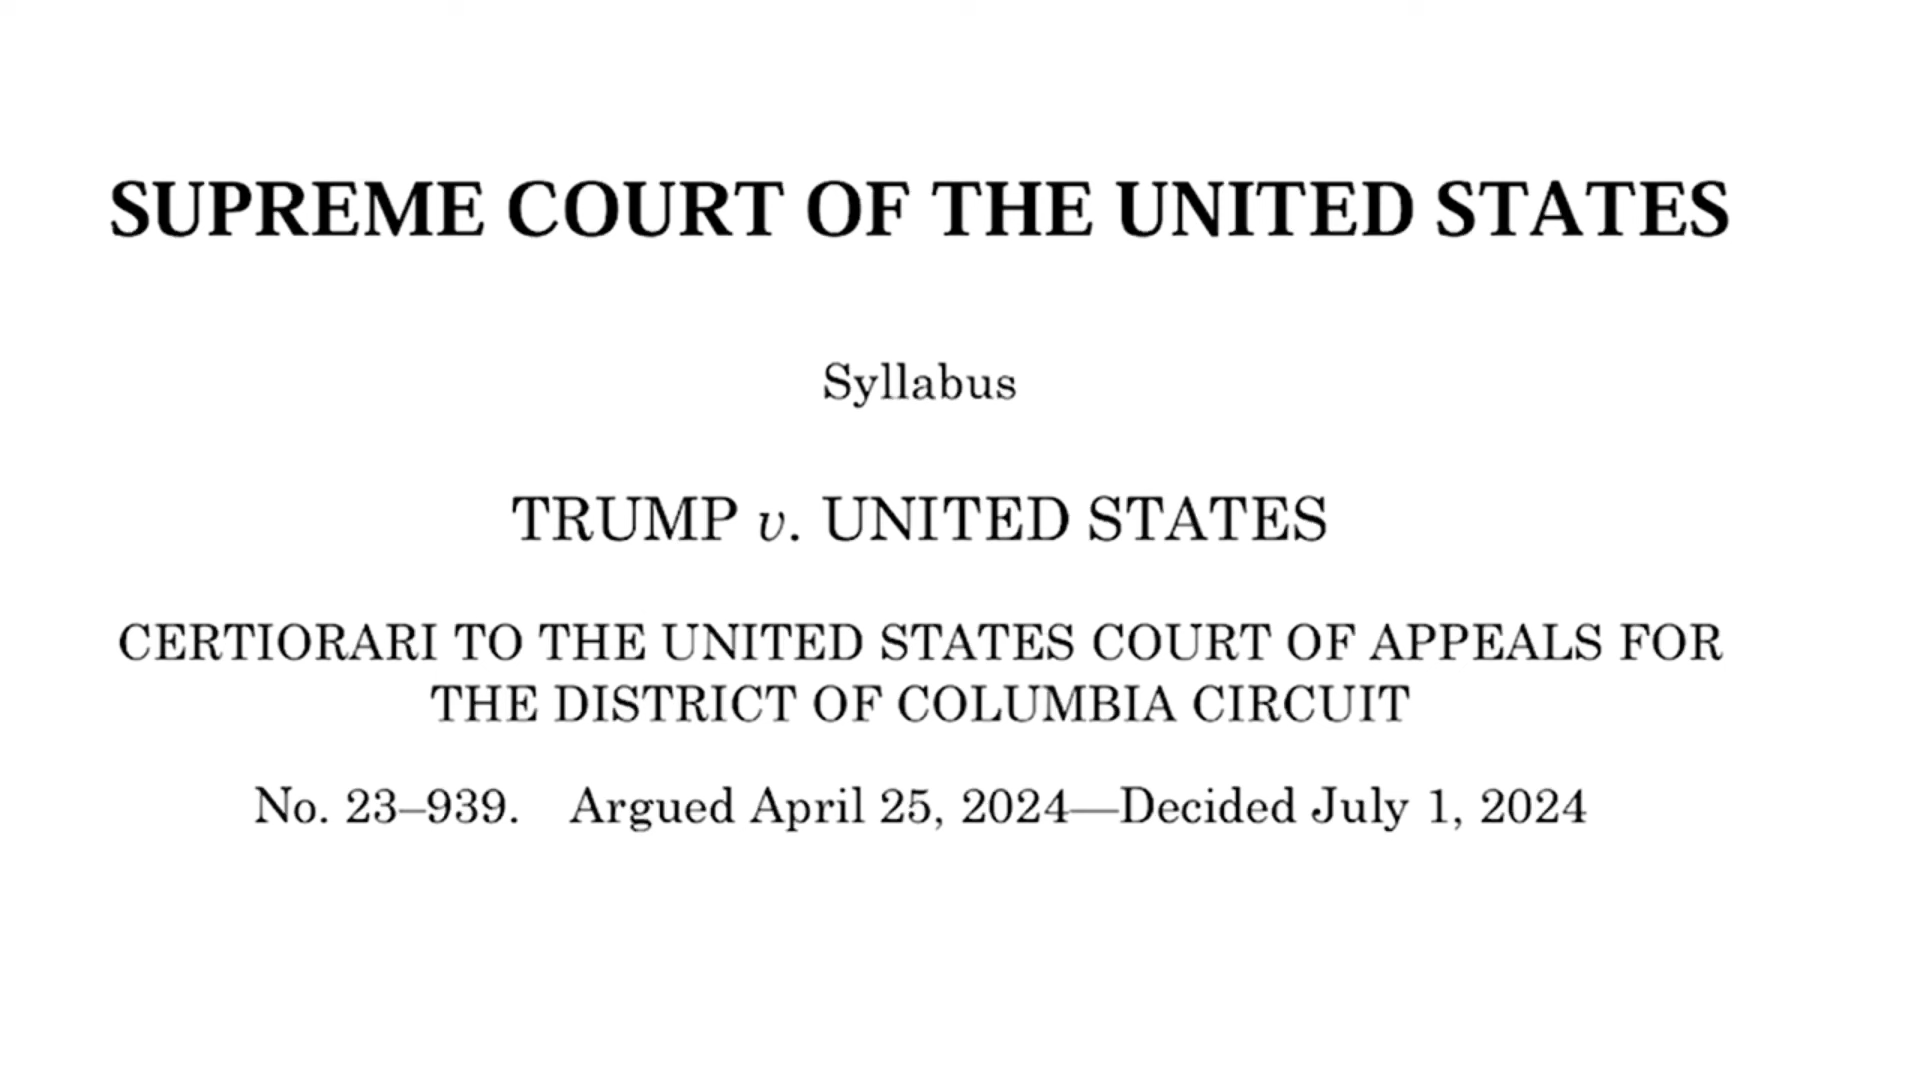 SUPREME COURT OF THE UNITED STATES
Syllabus
TRUMP v. UNITED STATES
CERTIORARI TO THE UNITED STATES COURT OF APPEALS FOR
THE DISTRICT OF COLUMBIA CIRCUIT
No. 23–939. Argued April 25, 2024—Decided July 1, 2024